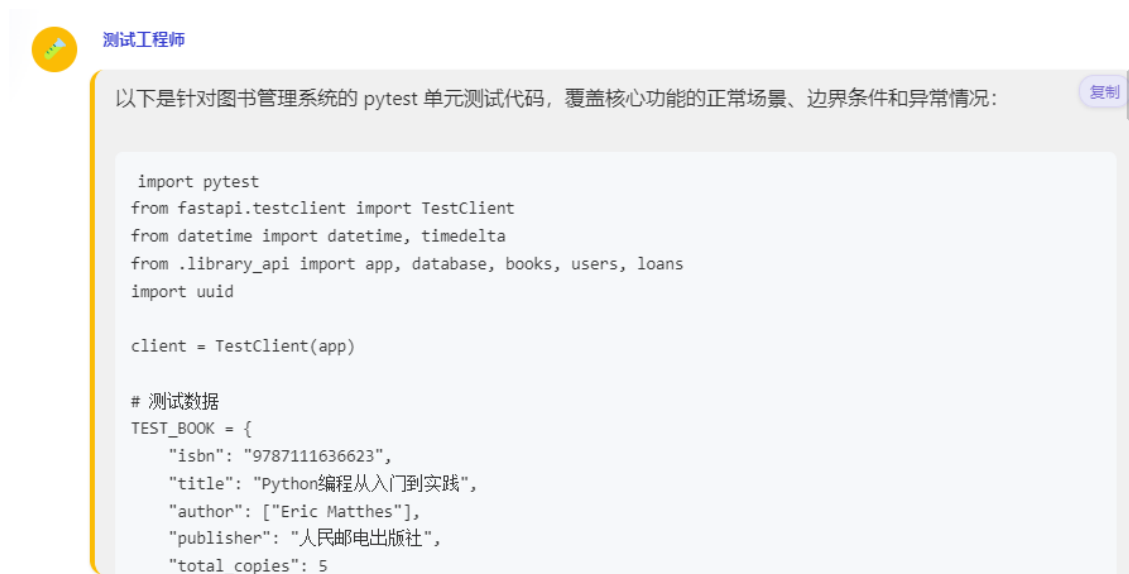 测试工程师
以下是针对图书管理系统的 pytest 单元测试代码，覆盖核心功能的正常场景、边界条件和异常情况：
复制
import pytest
from fastapi.testclient import TestClient
from datetime import datetime, timedelta
from .library_api import app, database, books, users, loans
import uuid
client = TestClient(app)
# 测试数据
TEST_BOOK = {
    "isbn": "9787111636623",
    "title": "Python编程从入门到实践",
    "author": ["Eric Matthes"],
    "publisher": "人民邮电出版社",
    "total_copies": 5